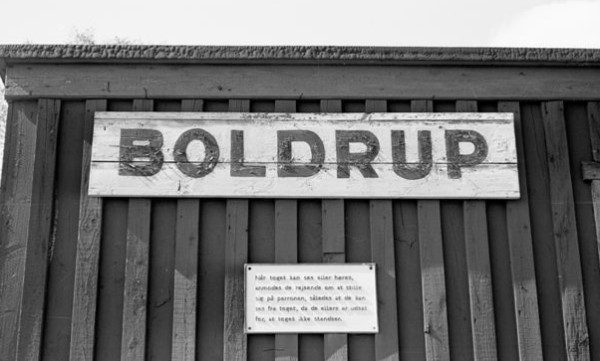 BOLDRUP
Når toget kan ses eller høres,
anmodes de rejsende om at stille
sig på perronen, således at de kan
ses fra toget, da de ellers er udsat
for, at toget ikke standser.